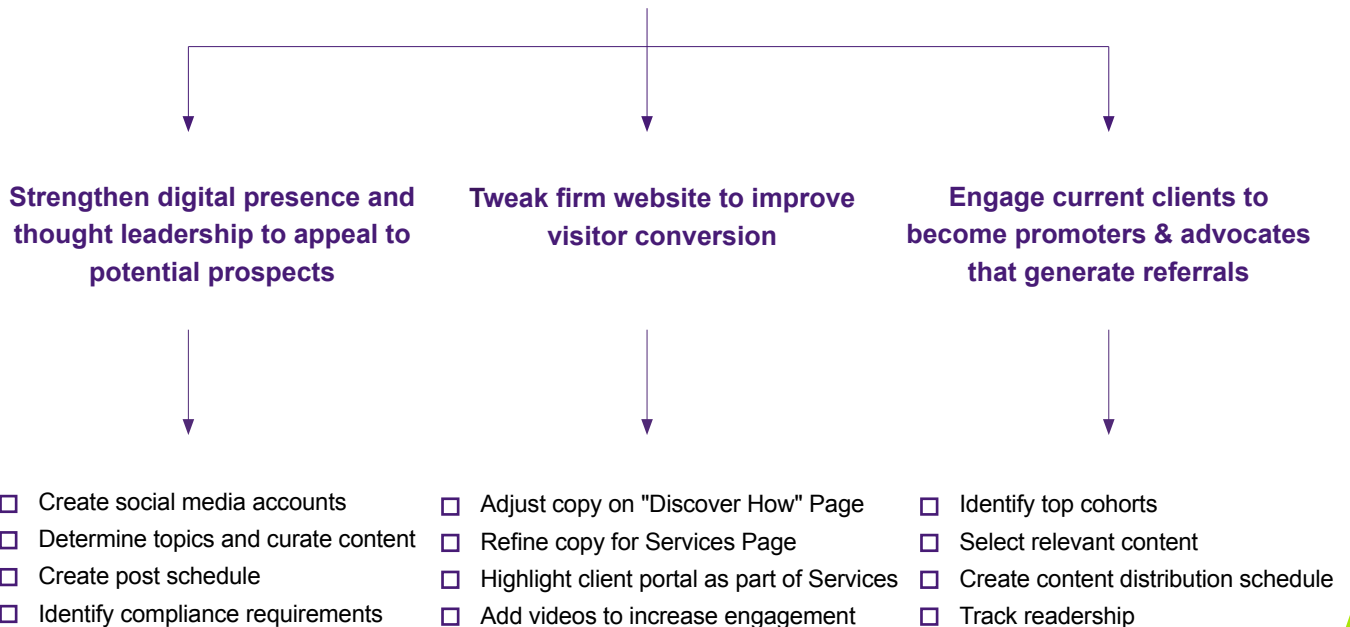 Strengthen digital presence and
thought leadership to appeal to
potential prospects
Tweak firm website to improve
visitor conversion
Engage current clients to
become promoters & advocates
that generate referrals
Create social media accounts
Determine topics and curate content
Create post schedule
Identify compliance requirements
Adjust copy on "Discover How" Page
Refine copy for Services Page
Highlight client portal as part of Services
Add videos to increase engagement
Identify top cohorts
Select relevant content
Create content distribution schedule
Track readership